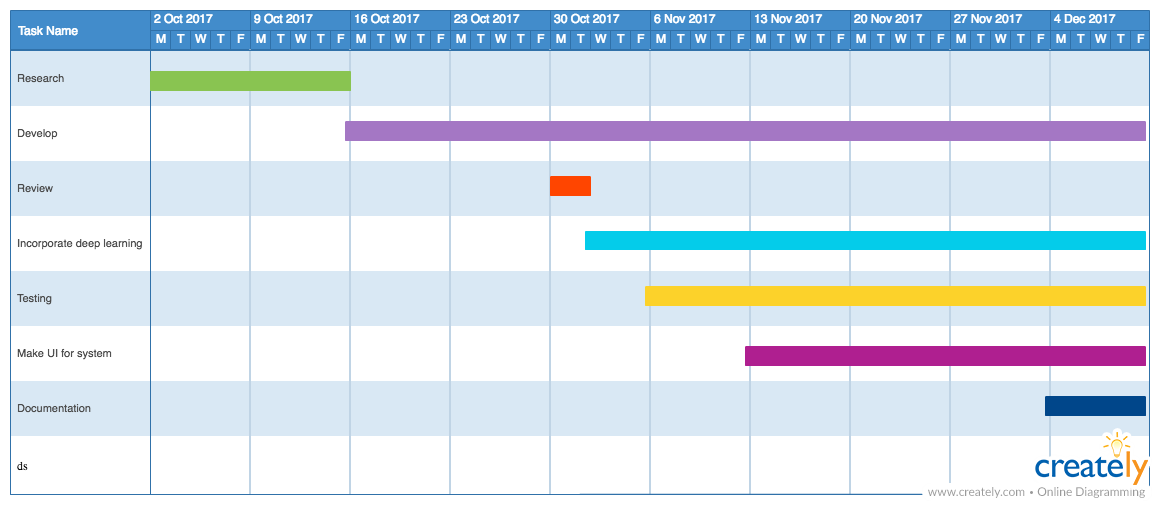 Task Name
2 Oct 2017 9 Oct 2017 16 Oct 2017 23 Oct 2017 30 Oct 2017 6 Nov 2017 13 Nov 2017 20 Nov 2017 27 Nov 2017 4 Dec 2017
M T W T F M T W T F M T W T F M T W T F M T W T F M T W T F M T W T F M T W T F M T W T F M T W T F
Research
Develop
Review
Incorporate deep learning
Testing
Make UI for system
Documentation
ds
creately
www.creately.com • Online Diagramming